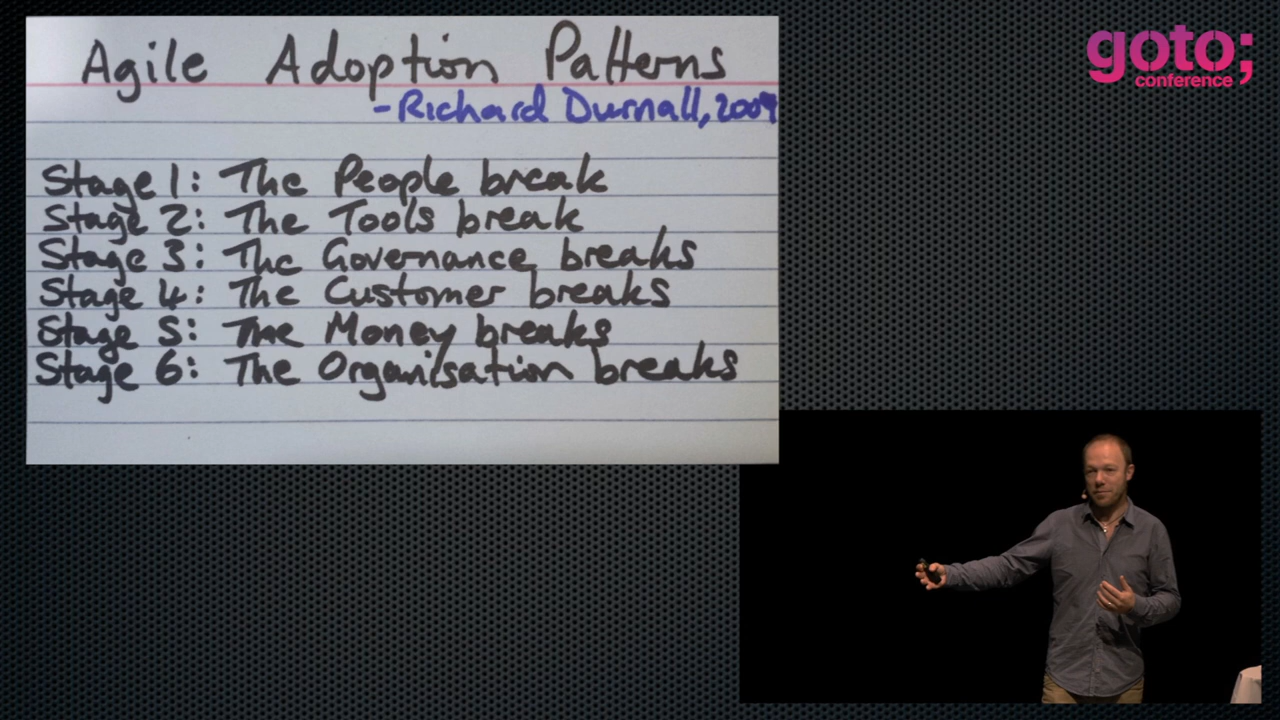 Agile Adoption Patterns
- Richard Durnall, 2009
Stage 1: The People break
Stage 2: The Tools break
Stage 3: The Governance breaks
Stage 4: The Customer breaks
Stage 5: The Money breaks
Stage 6: The Organisation breaks
goto;
conference